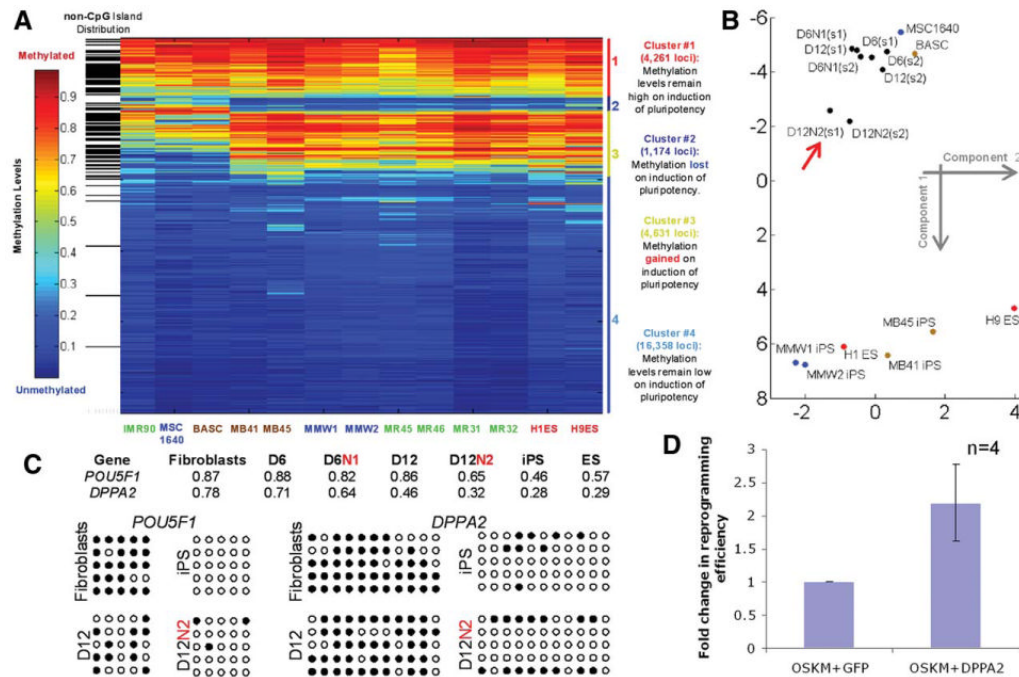 A
non-CpG Island
Distribution
Methylated
Methylation Levels
0.9
0.8
0.7
0.6
0.5
0.4
0.3
0.2
0.1
Unmethylated
1
2
3
4
IMR90
MSC
1640
BASC
MB41
MB45
MMW1
MMW2
MR45
MR46
MR31
MR32
H1ES
H9ES
Cluster #1
(4,261 loci):
Methylation
levels remain
high on induction
of pluripotency
Cluster #2
(1,174 loci):
Methylation lost
on induction of
pluripotency.
Cluster #3
(4,631 loci):
Methylation
gained on
induction of
pluripotency
Cluster #4
(16,358 loci):
Methylation
levels remain low
on induction of
pluripotency
B
-6
-4
-2
0
2
4
6
8
-2
0
2
4
D6N1(s1)
D12(s1)
D6N1(s2)
D6(s1)
MSC1640
BASC
D6(s2)
D12(s2)
D12N2(s1)
D12N2(s2)
Component 2
Component 1
MB45 iPS
H9 ES
MMW1 iPS
H1 ES
MMW2 iPS
MB41 iPS
C
Gene Fibroblasts D6 D6N1 D12 D12N2 iPS ES
POU5F1 0.87 0.88 0.82 0.86 0.65 0.46 0.57
DPPA2 0.78 0.71 0.64 0.46 0.32 0.28 0.29
POU5F1
DPPA2
Fibroblasts
iPS
Fibroblasts
iPS
D12
D12N2
D12
D12N2
D
n=4
Fold change in reprogramming
efficiency
3
2.5
2
1.5
1
0.5
0
OSKM+GFP
OSKM+DPPA2